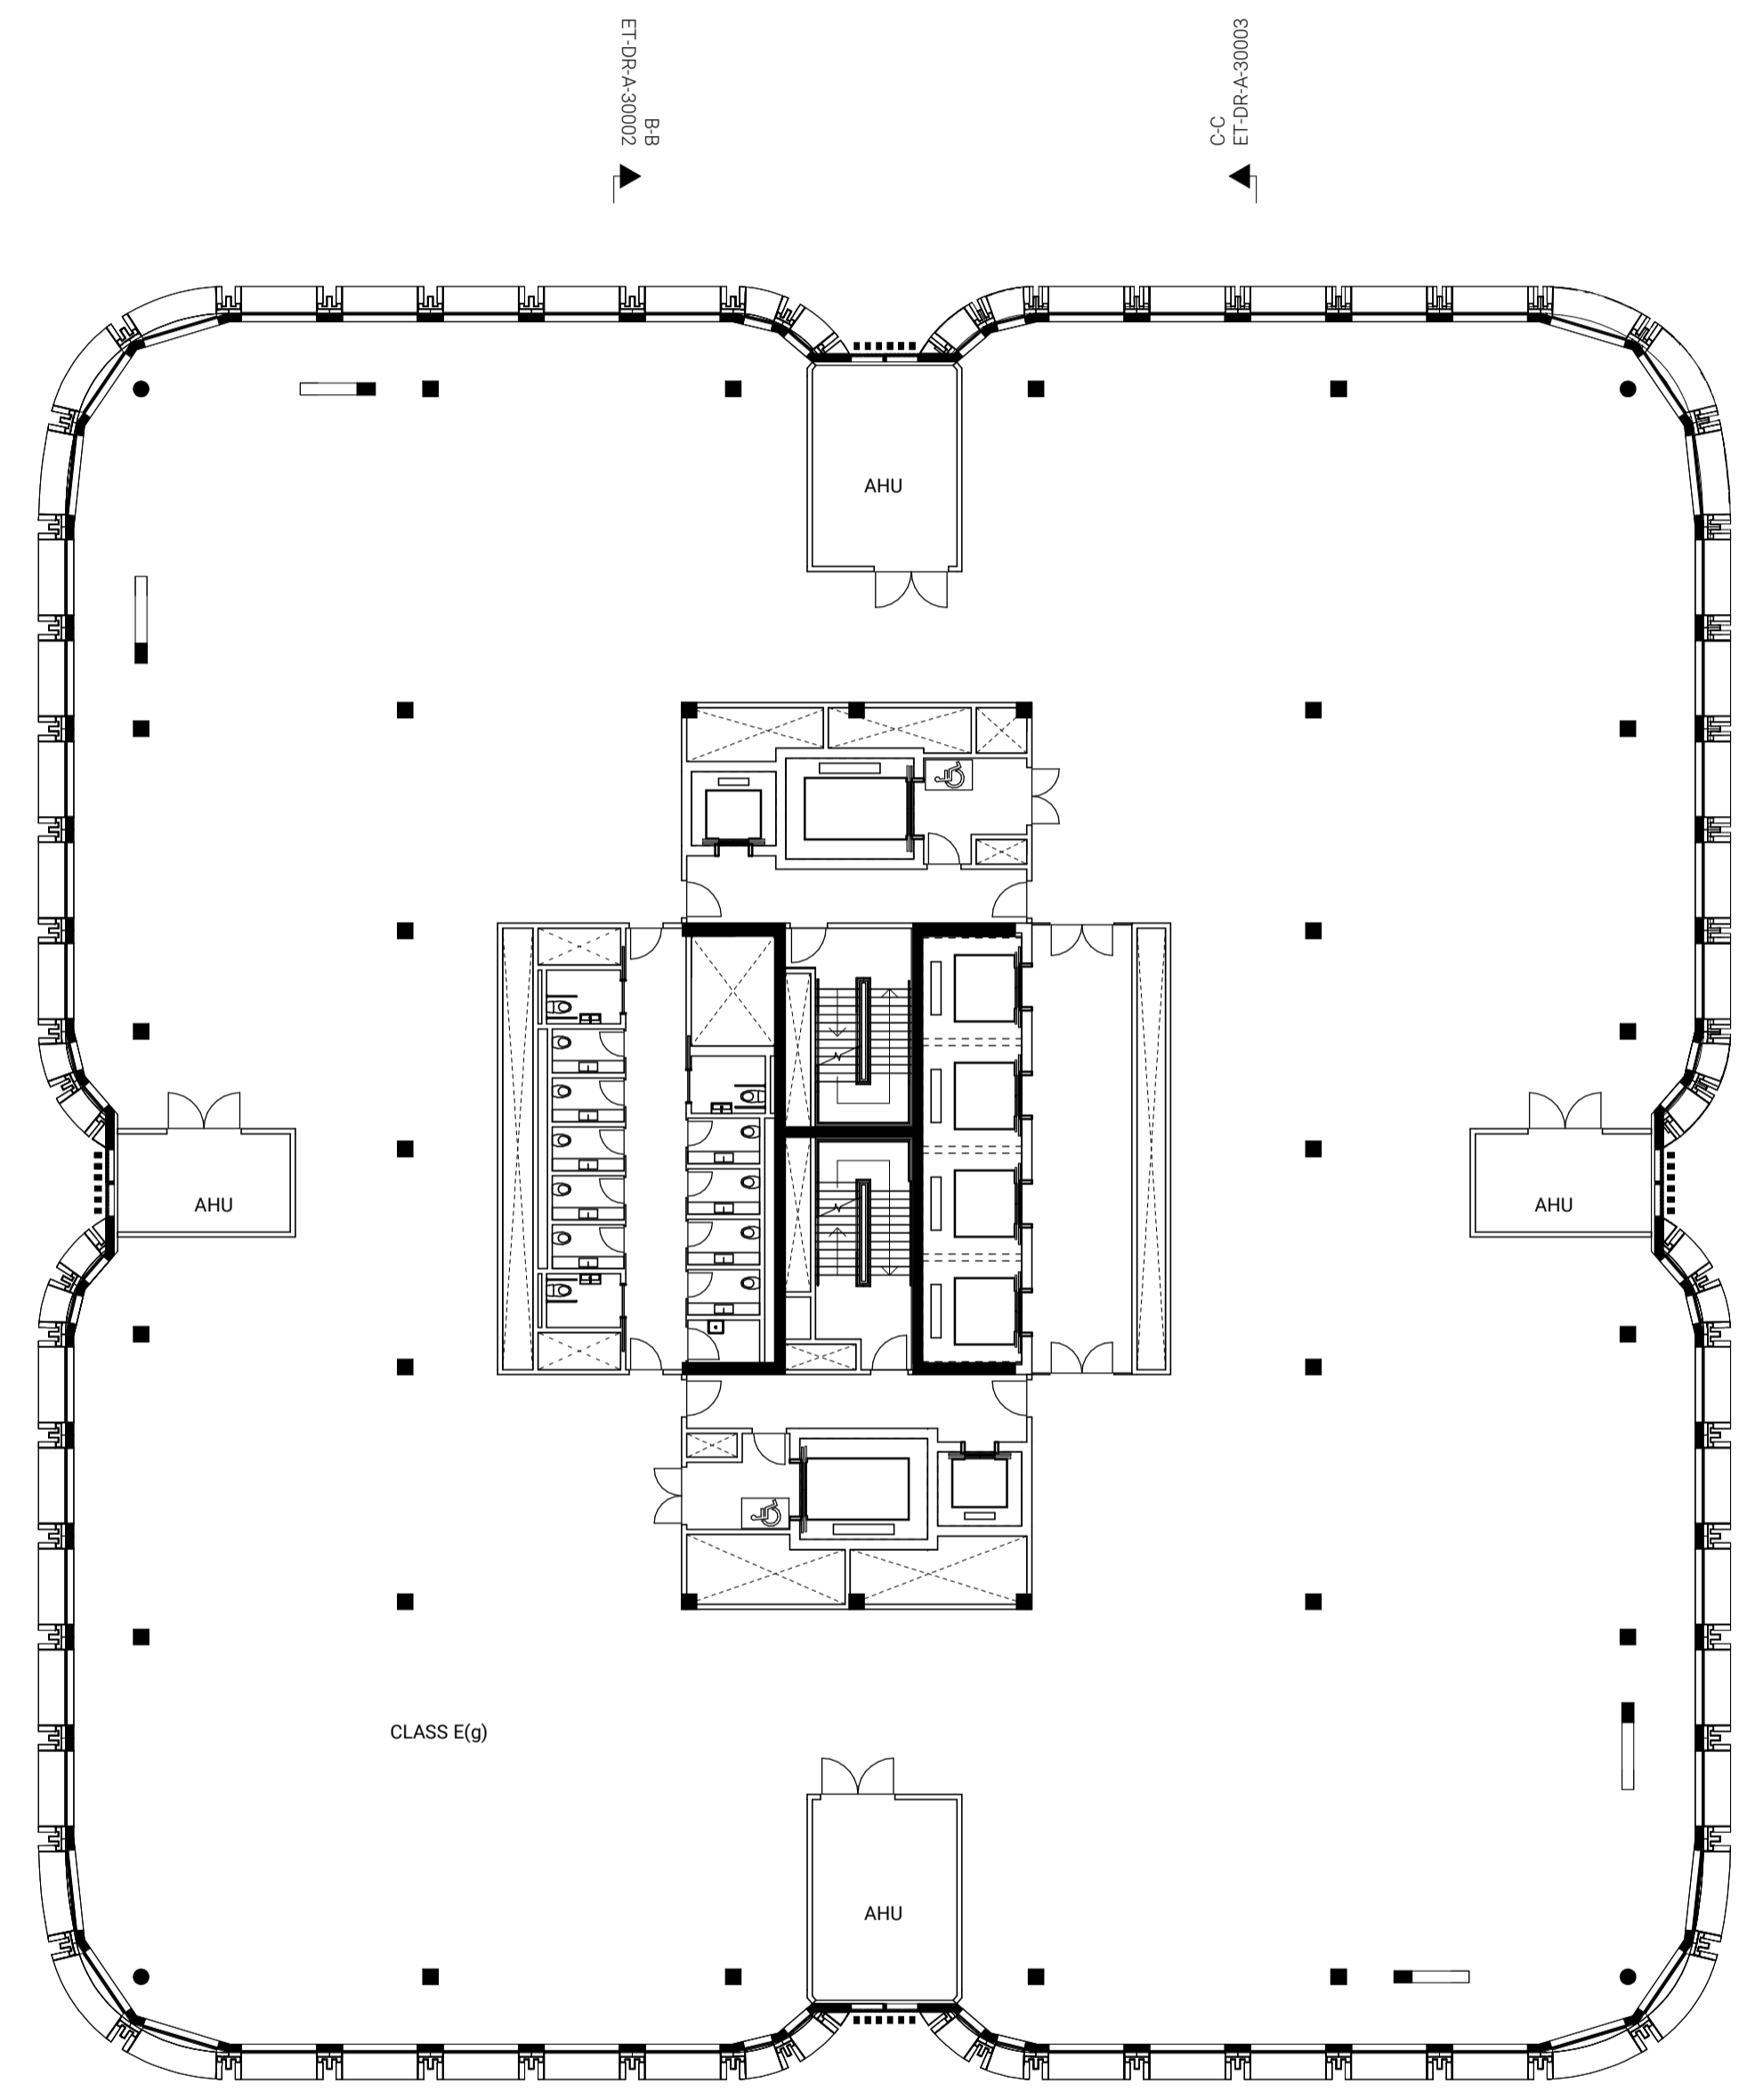 ET-DR-A-30002
B-B
C-C
ET-DR-A-30003
AHU
AHU
AHU
CLASS E(g)
AHU